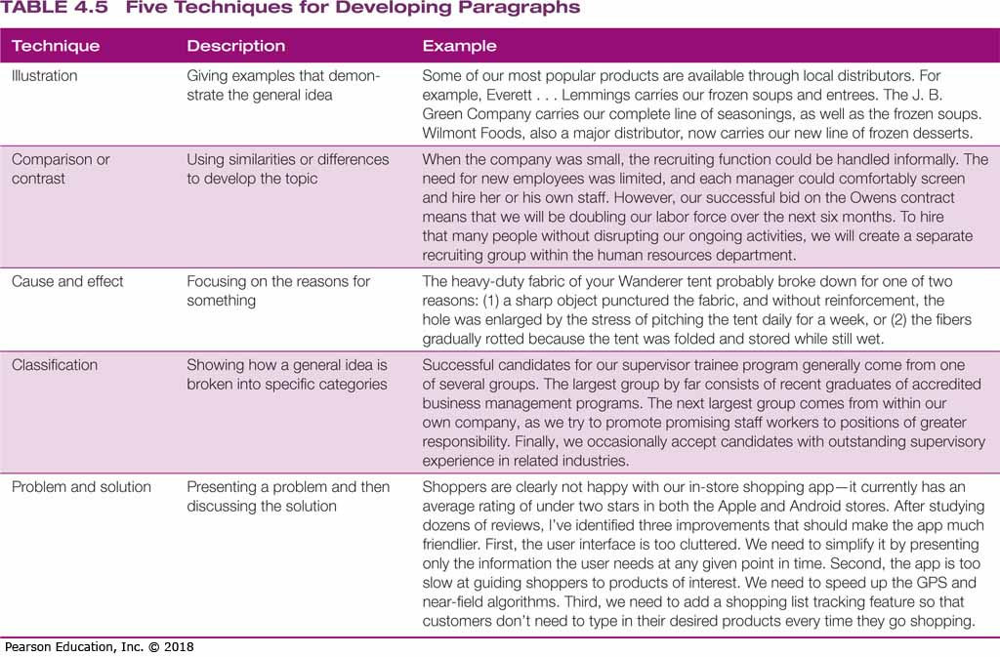 TABLE 4.5 Five Techniques for Developing Paragraphs
Technique
Description
Example
Illustration
Giving examples that demon-
strate the general idea
Some of our most popular products are available through local distributors. For
example, Everett . . . Lemmings carries our frozen soups and entrees. The J. B.
Green Company carries our complete line of seasonings, as well as the frozen soups.
Wilmont Foods, also a major distributor, now carries our new line of frozen desserts.
Comparison or
contrast
Using similarities or differences
to develop the topic
When the company was small, the recruiting function could be handled informally. The
need for new employees was limited, and each manager could comfortably screen
and hire her or his own staff. However, our successful bid on the Owens contract
means that we will be doubling our labor force over the next six months. To hire
that many people without disrupting our ongoing activities, we will create a separate
recruiting group within the human resources department.
Cause and effect
Focusing on the reasons for
something
The heavy-duty fabric of your Wanderer tent probably broke down for one of two
reasons: (1) a sharp object punctured the fabric, and without reinforcement, the
hole was enlarged by the stress of pitching the tent daily for a week, or (2) the fibers
gradually rotted because the tent was folded and stored while still wet.
Classification
Showing how a general idea is
broken into specific categories
Successful candidates for our supervisor trainee program generally come from one
of several groups. The largest group by far consists of recent graduates of accredited
business management programs. The next largest group comes from within our
own company, as we try to promote promising staff workers to positions of greater
responsibility. Finally, we occasionally accept candidates with outstanding supervisory
experience in related industries.
Problem and solution
Presenting a problem and then
discussing the solution
Shoppers are clearly not happy with our in-store shopping app—it currently has an
average rating of under two stars in both the Apple and Android stores. After studying
dozens of reviews, I’ve identified three improvements that should make the app much
friendlier. First, the user interface is too cluttered. We need to simplify it by presenting
only the information the user needs at any given point in time. Second, the app is too
slow at guiding shoppers to products of interest. We need to speed up the GPS and
near-field algorithms. Third, we need to add a shopping list tracking feature so that
customers don’t need to type in their desired products every time they go shopping.
Pearson Education, Inc. © 2018